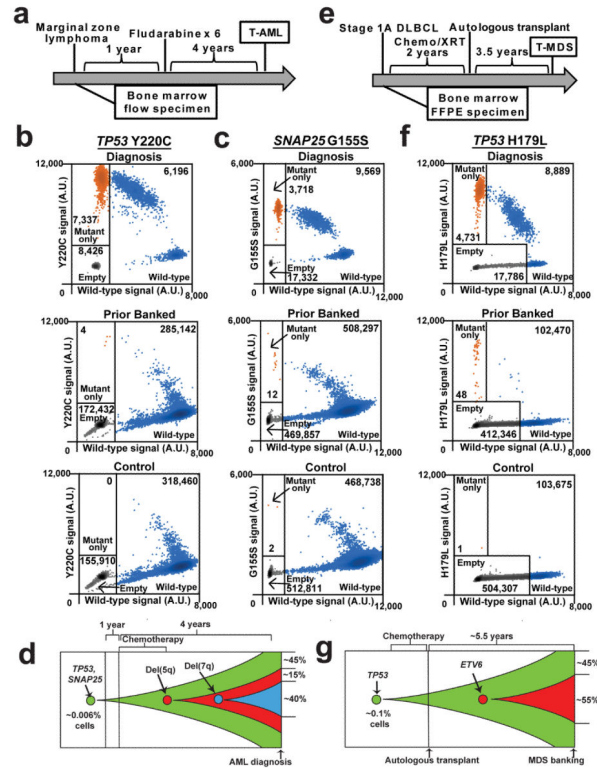 a
Marginal zone
lymphoma
Fludarabine x 6
T-AML
1 year
4 years
Bone marrow
flow specimen
e
Stage 1A DLBCL
Autologous transplant
Chemo/XRT
2 years
3.5 years
T-MDS
Bone marrow
FFPE specimen
b
TP53 Y220C
Diagnosis
12,000
6,196
7,337
Mutant
only
8,426
Empty
Wild-type
Y220C signal (A.U.)
0
Wild-type signal (A.U.)
8,000
Prior Banked
12,000
4
285,142
Mutant only
172,432
Empty
Wild-type
Y220C signal (A.U.)
0
Wild-type signal (A.U.)
8,000
Control
12,000
0
318,460
Mutant
only
155,910
Empty
Wild-type
Y220C signal (A.U.)
0
Wild-type signal (A.U.)
8,000
c
SNAP25 G155S
Diagnosis
6,000
9,569
Mutant only
3,718
Empty
17,332
Wild-type
G155S signal (A.U.)
0
Wild-type signal (A.U.)
12,000
Prior Banked
6,000
508,297
Mutant
only
12
Empty
469,857
Wild-type
G155S signal (A.U.)
0
Wild-type signal (A.U.)
12,000
Control
6,000
468,738
Mutant
only
2
Empty
512,811
Wild-type
G155S signal (A.U.)
0
Wild-type signal (A.U.)
12,000
f
TP53 H179L
Diagnosis
12,000
8,889
Mutant
only
4,731
Empty
17,786
Wild-type
H179L signal (A.U.)
0
Wild-type signal (A.U.)
8,000
Prior Banked
12,000
102,470
Mutant
only
48
Empty
412,346
Wild-type
H179L signal (A.U.)
0
Wild-type signal (A.U.)
8,000
Control
12,000
103,675
Mutant
only
1
Empty
504,307
Wild-type
H179L signal (A.U.)
0
Wild-type signal (A.U.)
8,000
d
1 year
4 years
Chemotherapy
TP53,
SNAP25
Del(5q)
Del(7q)
~0.006%
cells
~45%
~15%
~40%
AML diagnosis
g
Chemotherapy
~5.5 years
TP53
ETV6
~0.1%
cells
~45%
~55%
Autologous transplant
MDS banking